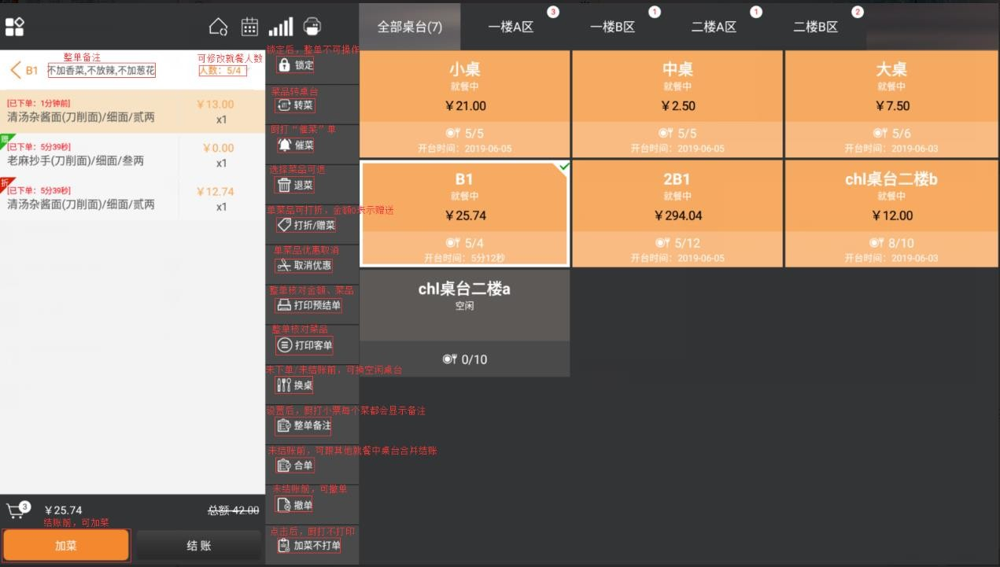 整单备注
可修改就餐人数
B1
不加香菜,不放辣,不加葱花
人数：5/4
[已下单：1分钟前]
￥13.00
清汤杂酱面(刀削面)/细面/贰两
x1
赠
[已下单：5分39秒]
￥0.00
老麻抄手(刀削面)/细面/叁两
x1
折
[已下单：5分39秒]
￥12.74
清汤杂酱面(刀削面)/细面/贰两
x1
3
￥25.74
总额 42.00
结账前，可加菜
加菜
结账
锁定后，整单不可操作
锁定
菜品转桌台
转菜
厨打“催菜”单
催菜
选择菜品可退
退菜
单菜品可打折，金额0表示赠送
打折/赠菜
单菜品优惠取消
取消优惠
整单核对金额、菜品
打印预结单
整单核对菜品
打印客单
未下单/未结账前，可换空闲桌台
换桌
设置后，厨打小票每个菜都会显示备注
整单备注
未结账前，可跟其他就餐中桌台合并结账
合单
未结账前，可撤单
撤单
点击后，厨打不打印
加菜不打单
全部桌台(7)
一楼A区
3
一楼B区
1
二楼A区
1
二楼B区
2
小桌
就餐中
￥21.00
5/5
开台时间：2019-06-05
中桌
就餐中
￥2.50
5/5
开台时间：2019-06-05
大桌
就餐中
￥7.50
5/6
开台时间：2019-06-03
B1
就餐中
￥25.74
5/4
开台时间：5分12秒
2B1
就餐中
￥294.04
5/12
开台时间：2019-06-05
chl桌台二楼b
就餐中
￥12.00
8/10
开台时间：2019-06-03
chl桌台二楼a
空闲
0/10